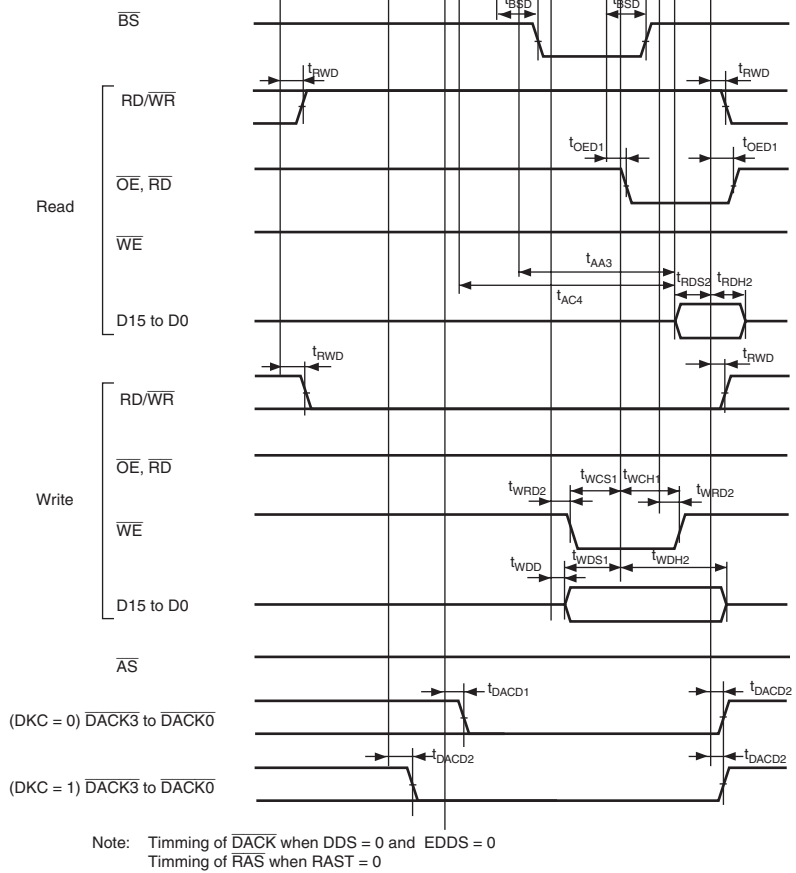 tBSD tBSD
BS
tRWD tRWD
RD/WR
tOED1 tOED1
OE, RD
Read
WE
tAA3
tRDS2 tRDH2
tAC4
D15 to D0
tRWD tRWD
RD/WR
OE, RD
tWCS1 tWCH1
tWRD2 tWRD2
Write
WE
tWDS1 tWDH2
tWDD
D15 to D0
AS
tDACD1 tDACD2
(DKC = 0) DACK3 to DACK0
tDACD2 tDACD2
(DKC = 1) DACK3 to DACK0
Note: Timming of DACK when DDS = 0 and EDDS = 0
Timming of RAS when RAST = 0